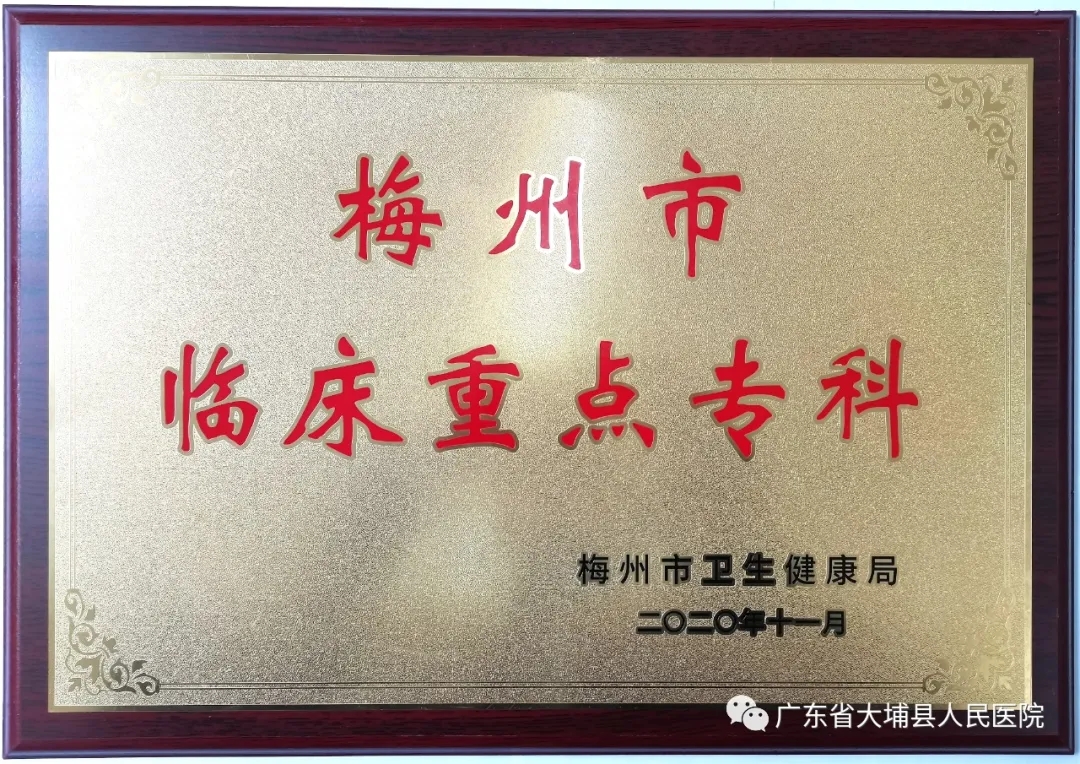 梅州市
临床重点专科
梅州市卫生健康局
二〇二〇年十一月
广东省大埔县人民医院